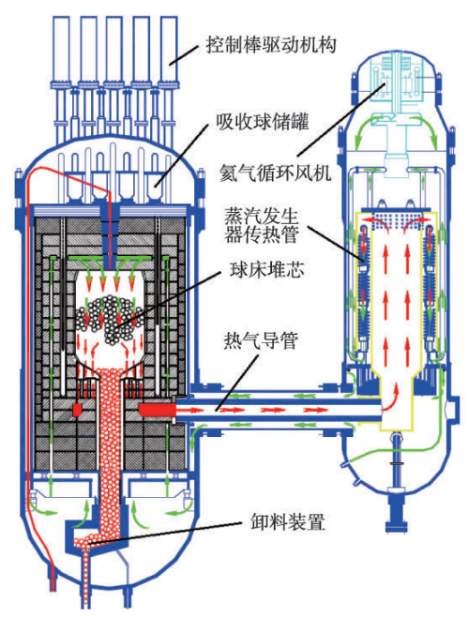 控制棒驱动机构
吸收球储罐
氦气循环风机
蒸汽发生
器传热管
球床堆芯
热气导管
卸料装置